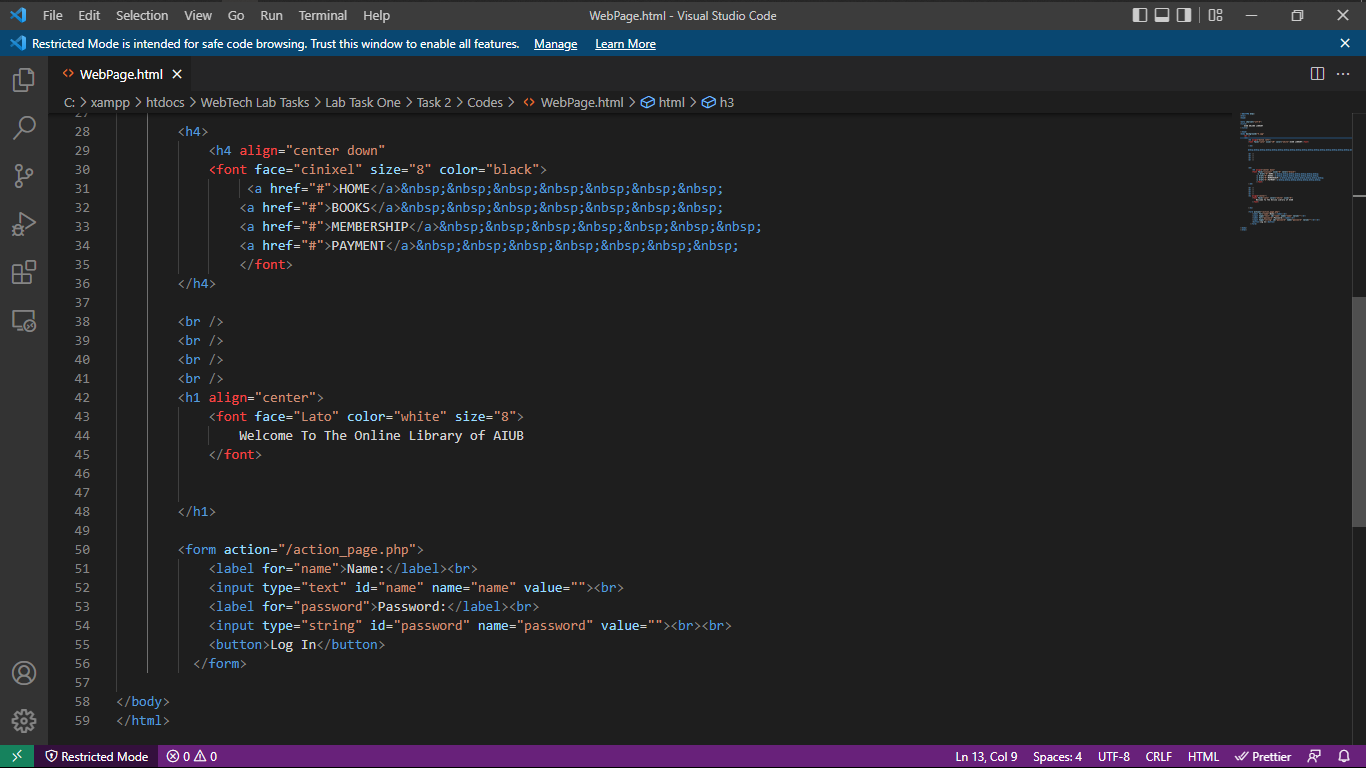 File Edit Selection View Go Run Terminal Help WebPage.html - Visual Studio Code
Restricted Mode is intended for safe code browsing. Trust this window to enable all features. Manage Learn More
WebPage.html
C: > xampp > htdocs > WebTech Lab Tasks > Lab Task One > Task 2 > Codes > WebPage.html > html > h3
27
28 <h4>
29 <h4 align="center down"
30 <font face="cinixel" size="8" color="black">
31 <a href="#">HOME</a>&nbsp;&nbsp;&nbsp;&nbsp;&nbsp;&nbsp;&nbsp;
32 <a href="#">BOOKS</a>&nbsp;&nbsp;&nbsp;&nbsp;&nbsp;&nbsp;&nbsp;
33 <a href="#">MEMBERSHIP</a>&nbsp;&nbsp;&nbsp;&nbsp;&nbsp;&nbsp;&nbsp;
34 <a href="#">PAYMENT</a>&nbsp;&nbsp;&nbsp;&nbsp;&nbsp;&nbsp;&nbsp;
35 </font>
36 </h4>
37
38 <br />
39 <br />
40 <br />
41 <br />
42 <h1 align="center">
43 <font face="Lato" color="white" size="8">
44 Welcome To The Online Library of AIUB
45 </font>
46
47
48 </h1>
49
50 <form action="/action_page.php">
51 <label for="name">Name:</label><br>
52 <input type="text" id="name" name="name" value=""><br>
53 <label for="password">Password:</label><br>
54 <input type="string" id="password" name="password" value=""><br><br>
55 <button>Log In</button>
56 </form>
57
58 </body>
59 </html>
Restricted Mode 0 0 Ln 13, Col 9 Spaces: 4 UTF-8 CRLF HTML Prettier